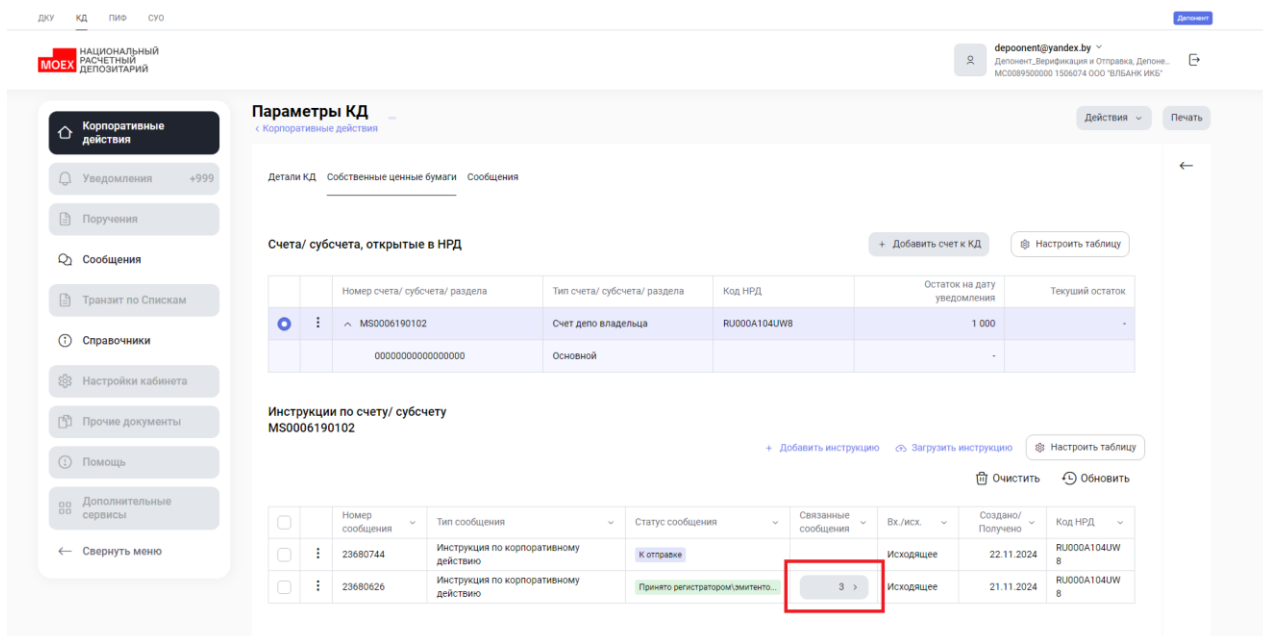 ДКУ КД ПИФ СУО
Депонент
MOEX НАЦИОНАЛЬНЫЙ
РАСЧЕТНЫЙ
ДЕПОЗИТАРИЙ
depoonent@yandex.by
Депонент_Верификация и Отправка, Депоне...
MC0089500000 1506074 ООО "ВЛБАНК ИКБ"
Корпоративные
действия
Уведомления +999
Поручения
Сообщения
Транзит по Спискам
Справочники
Настройки кабинета
Прочие документы
Помощь
Дополнительные
сервисы
Свернуть меню
Параметры КД
Корпоративные действия
Действия
Печать
Детали КД Собственные ценные бумаги Сообщения
Счета/ субсчета, открытые в НРД
+ Добавить счет к КД
Настроить таблицу
Номер счета/ субсчета/ раздела
Тип счета/ субсчета/ раздела
Код НРД
Остаток на дату
уведомления
Текущий остаток
MS0006190102 Счет депо владельца RU000A104UW8 1 000 -
00000000000000000 Основной -
Инструкции по счету/ субсчету
MS0006190102
+ Добавить инструкцию
Загрузить инструкцию
Настроить таблицу
Очистить
Обновить
Номер
сообщения
Тип сообщения
Статус сообщения
Связанные
сообщения
Вх./исх.
Создано/
Получено
Код НРД
23680744
Инструкция по корпоративному
действию
К отправке
Исходящее
22.11.2024
RU000A104UW
8
23680626
Инструкция по корпоративному
действию
Принято регистратором\эмитенто...
3
Исходящее
21.11.2024
RU000A104UW
8